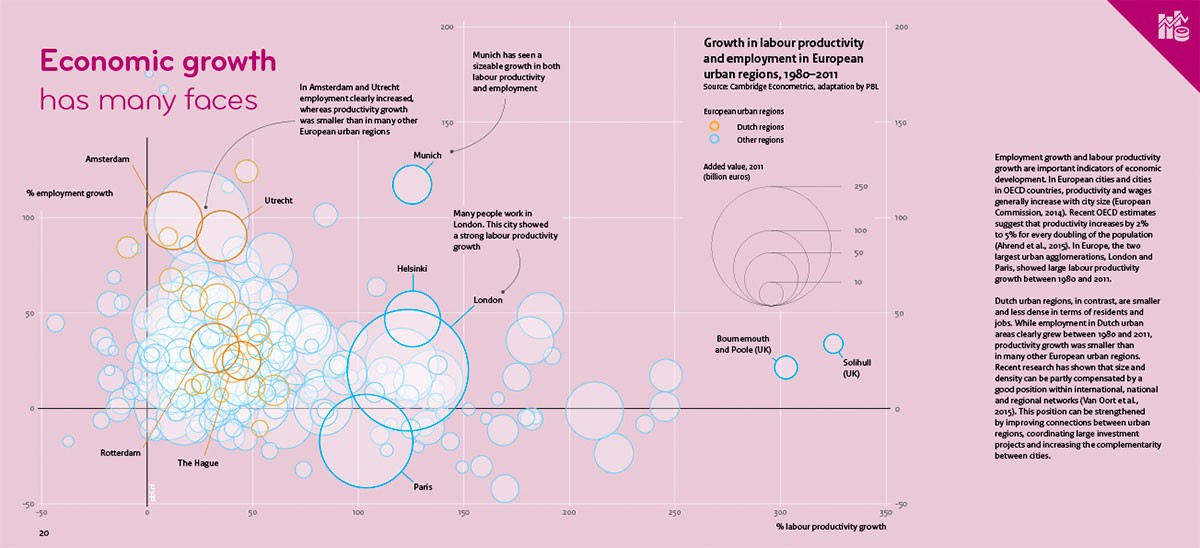 Economic growth
has many faces
In Amsterdam and Utrecht
employment clearly increased,
whereas productivity growth
was smaller than in many other
European urban regions
Munich has seen a
sizeable growth in both
labour productivity
and employment
Growth in labour productivity
and employment in European
urban regions, 1980–2011
Source: Cambridge Econometrics, adaptation by PBL
European urban regions
Dutch regions
Other regions
Added value, 2011
(billion euros)
250
100
50
10
200
150
200
150
100
50
0
-50
% employment growth
100
50
0
-50
Amsterdam
Utrecht
Munich
Many people work in
London. This city showed
a strong labour productivity
growth
Helsinki
London
Bournemouth
and Poole (UK)
Solihull
(UK)
Rotterdam
The Hague
Paris
pbl.nl
-50
0
50
100
150
200
250
300
350
% labour productivity growth
Employment growth and labour productivity
growth are important indicators of economic
development. In European cities and cities
in OECD countries, productivity and wages
generally increase with city size (European
Commission, 2014). Recent OECD estimates
suggest that productivity increases by 2%
to 5% for every doubling of the population
(Ahrend et al., 2015). In Europe, the two
largest urban agglomerations, London and
Paris, showed large labour productivity
growth between 1980 and 2011.
Dutch urban regions, in contrast, are smaller
and less dense in terms of residents and
jobs. While employment in Dutch urban
areas clearly grew between 1980 and 2011,
productivity growth was smaller than
in many other European urban regions.
Recent research has shown that size and
density can be partly compensated by a
good position within international, national
and regional networks (Van Oort et al.,
2015). This position can be strengthened
by improving connections between urban
regions, coordinating large investment
projects and increasing the complementarity
between cities.
20